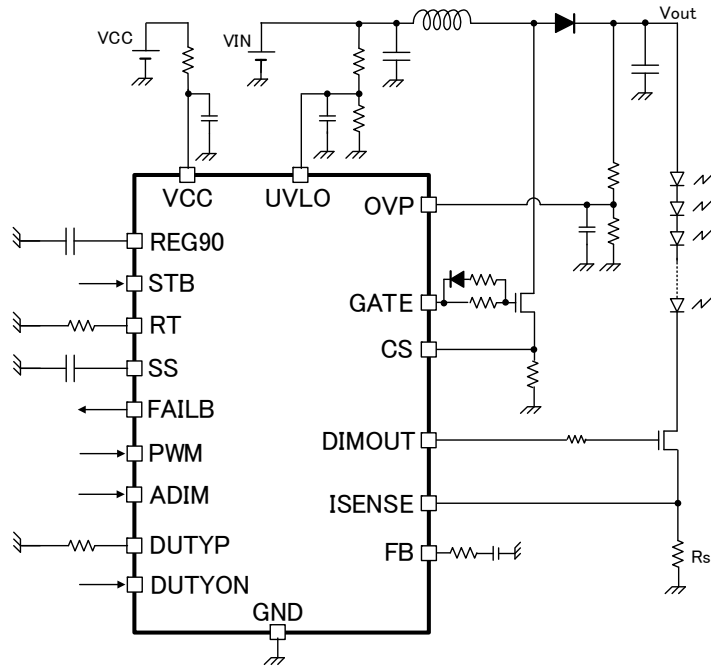 VCC
VIN
Vout
VCC
UVLO
OVP
REG90
STB
GATE
RT
CS
SS
FAILB
DIMOUT
PWM
ADIM
ISENSE
DUTYP
FB
Rs
DUTYON
GND